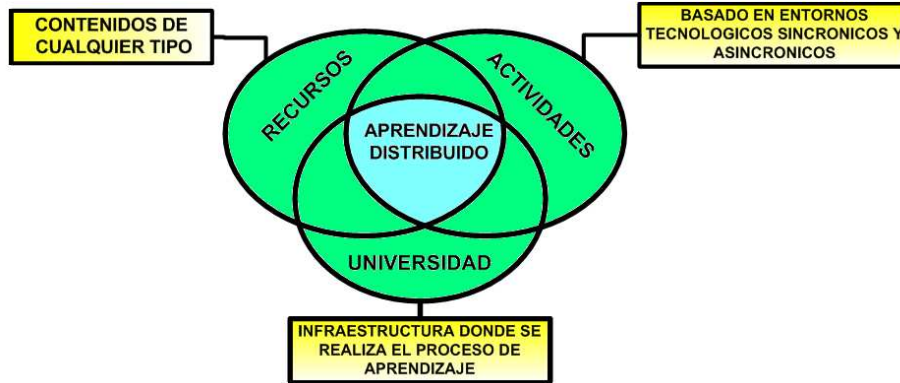 CONTENIDOS DE
CUALQUIER TIPO
BASADO EN ENTORNOS
TECNOLOGICOS SINCRONICOS Y
ASINCRONICOS
RECURSOS
ACTIVIDADES
APRENDIZAJE
DISTRIBUIDO
UNIVERSIDAD
INFRAESTRUCTURA DONDE SE
REALIZA EL PROCESO DE
APRENDIZAJE